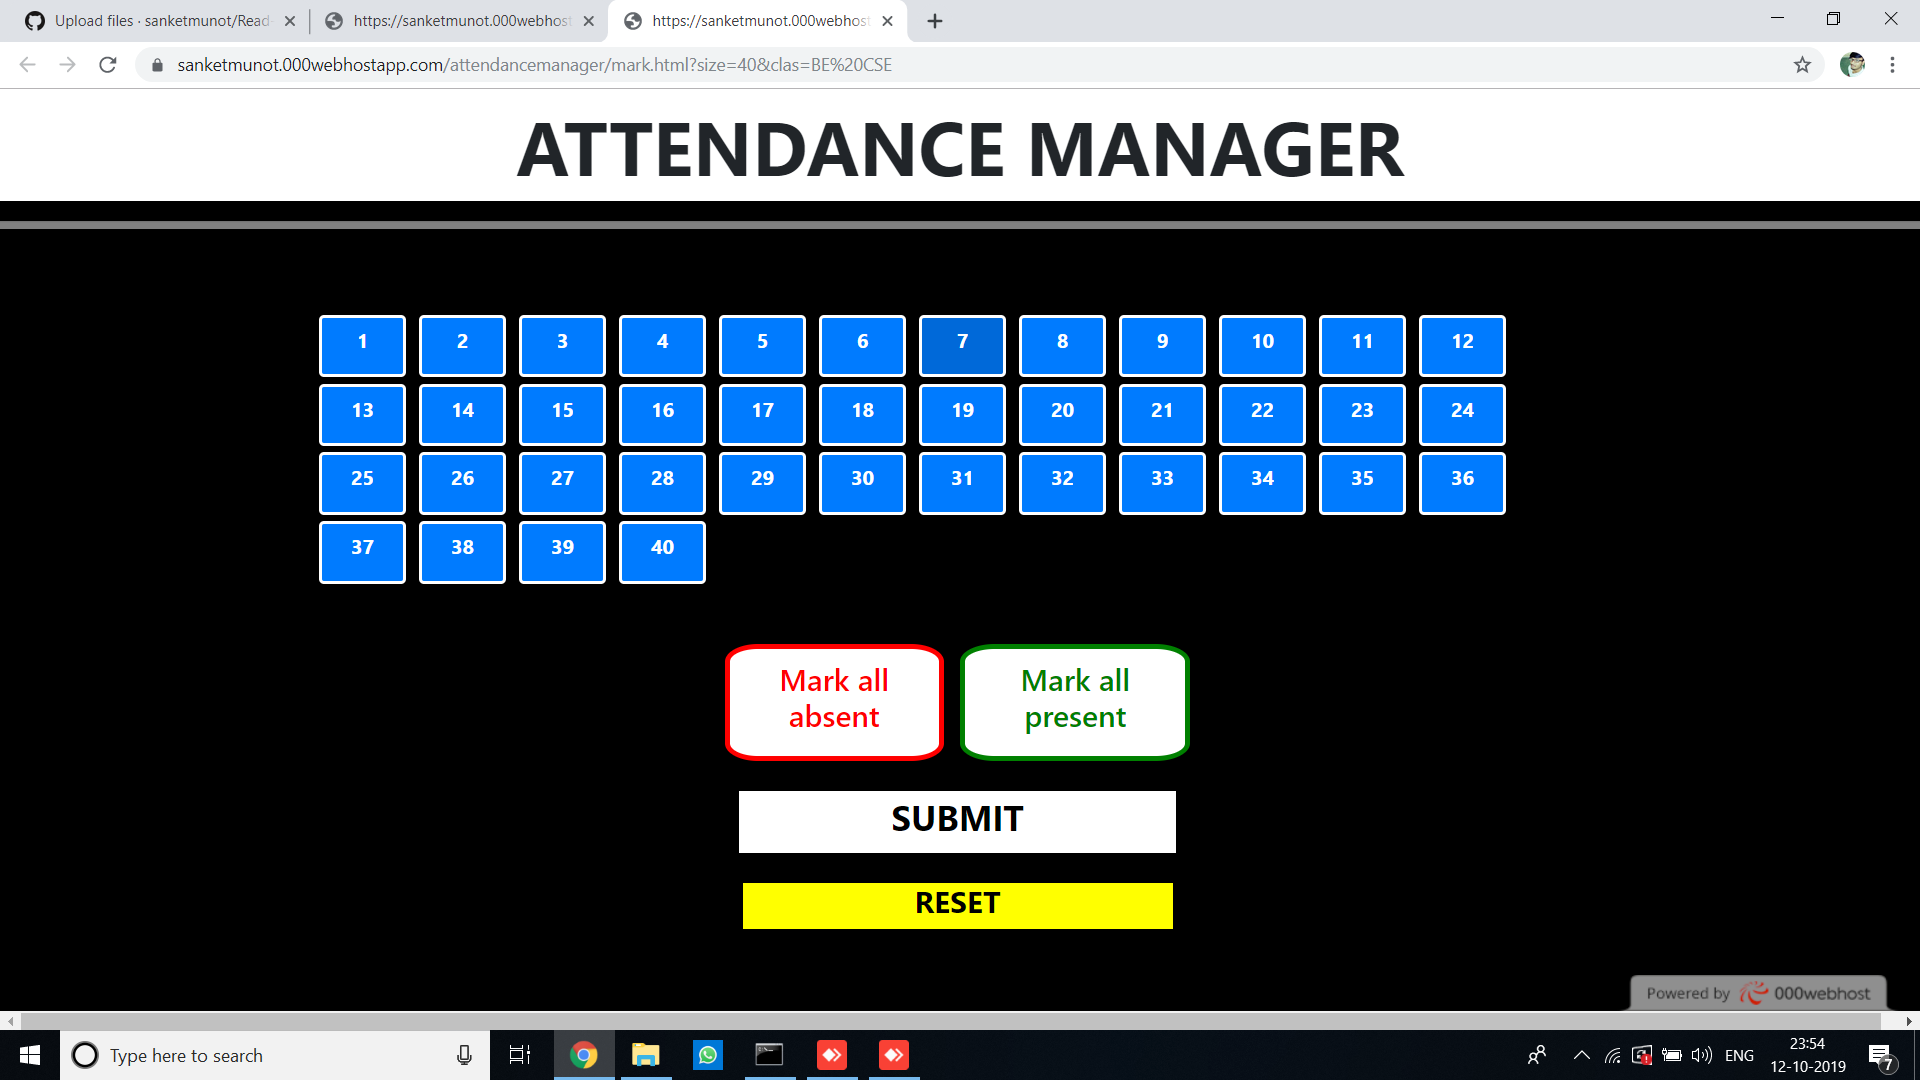 Upload files · sanketmunot/Read
https://sanketmunot.000webhost
https://sanketmunot.000webhost
sanketmunot.000webhostapp.com/attendancemanager/mark.html?size=40&clas=BE%20CSE
ATTENDANCE MANAGER
1 2 3 4 5 6 7 8 9 10 11 12
13 14 15 16 17 18 19 20 21 22 23 24
25 26 27 28 29 30 31 32 33 34 35 36
37 38 39 40
Mark all
absent
Mark all
present
SUBMIT
RESET
Powered by 000webhost
Type here to search
ENG
23:54
12-10-2019
7